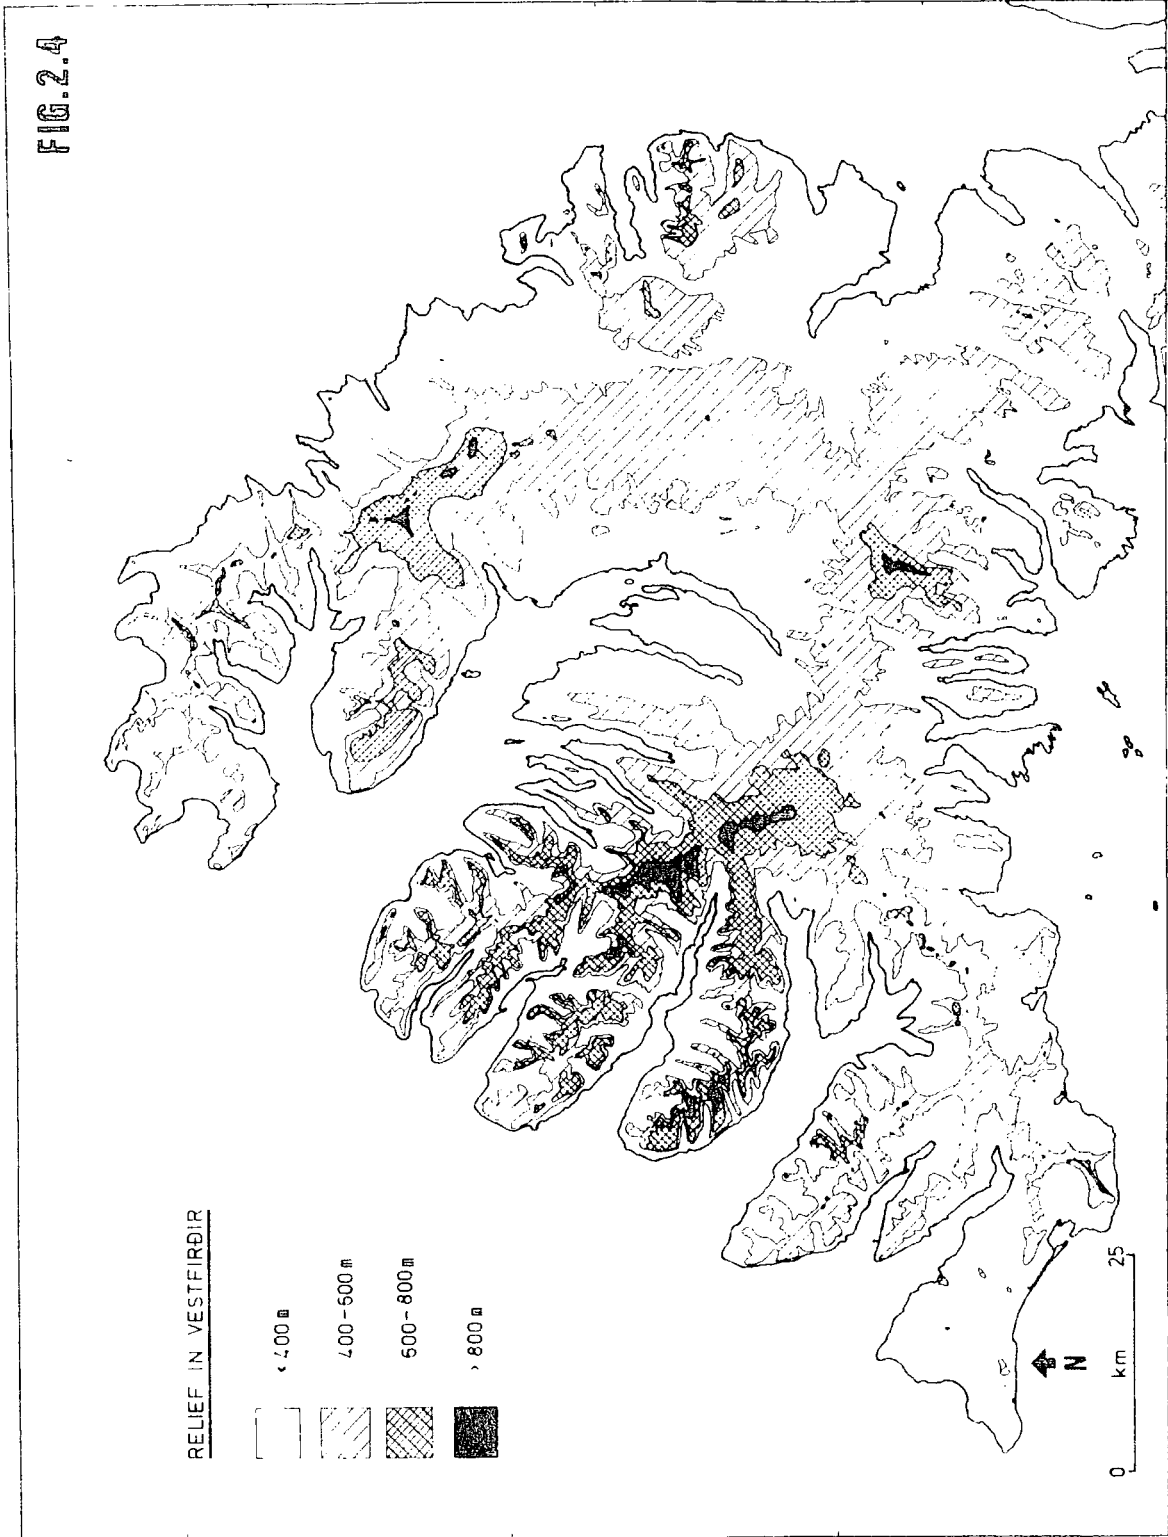 FIG.2.4
RELIEF IN VESTFIRÐIR
< 400 m
400-600 m
600-800 m
> 800 m
N
0 km 25